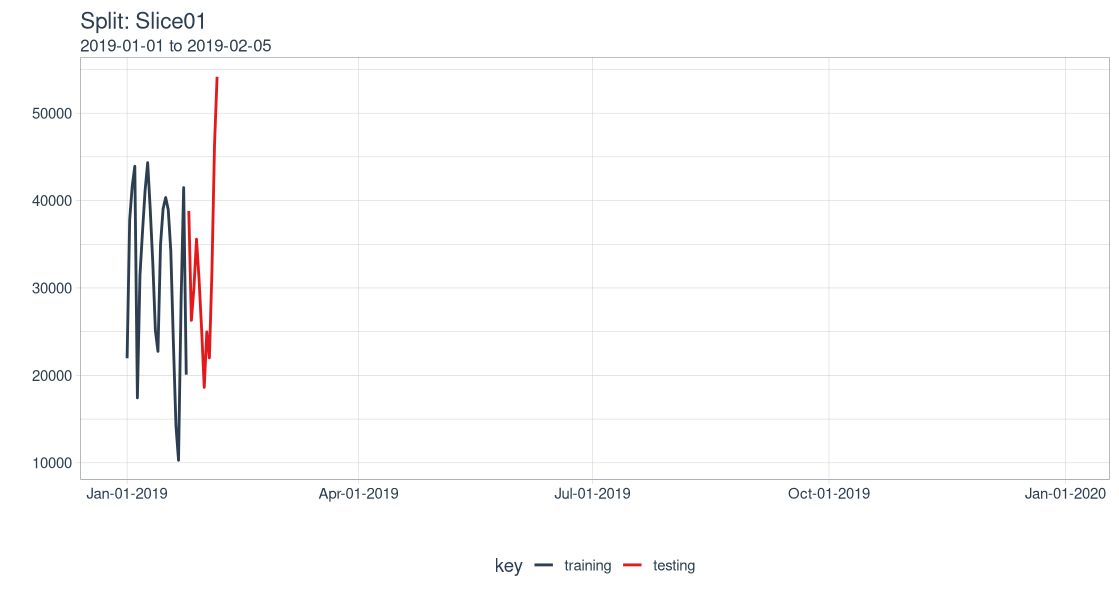 Split: Slice01
2019-01-01 to 2019-02-05
50000
40000
30000
20000
10000
Jan-01-2019 Apr-01-2019 Jul-01-2019 Oct-01-2019 Jan-01-2020
key training testing